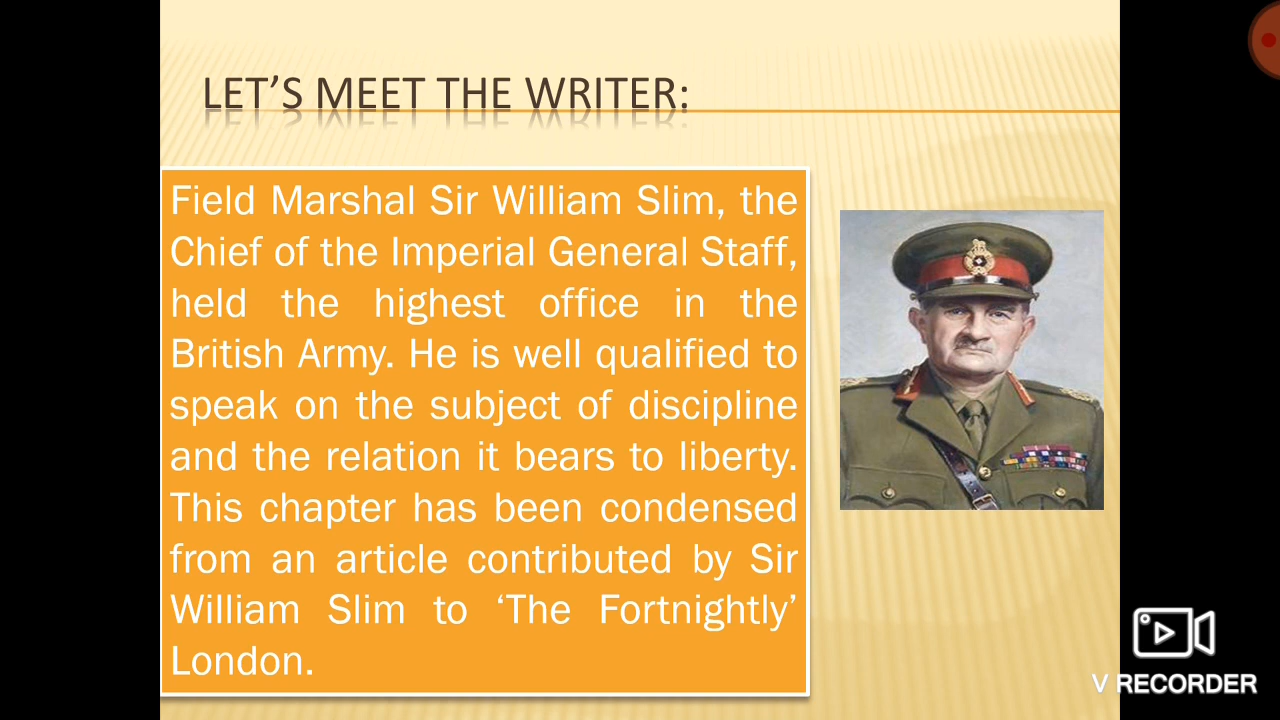 LET’S MEET THE WRITER:
Field Marshal Sir William Slim, the
Chief of the Imperial General Staff,
held the highest office in the
British Army. He is well qualified to
speak on the subject of discipline
and the relation it bears to liberty.
This chapter has been condensed
from an article contributed by Sir
William Slim to ‘The Fortnightly’
London.
V RECORDER